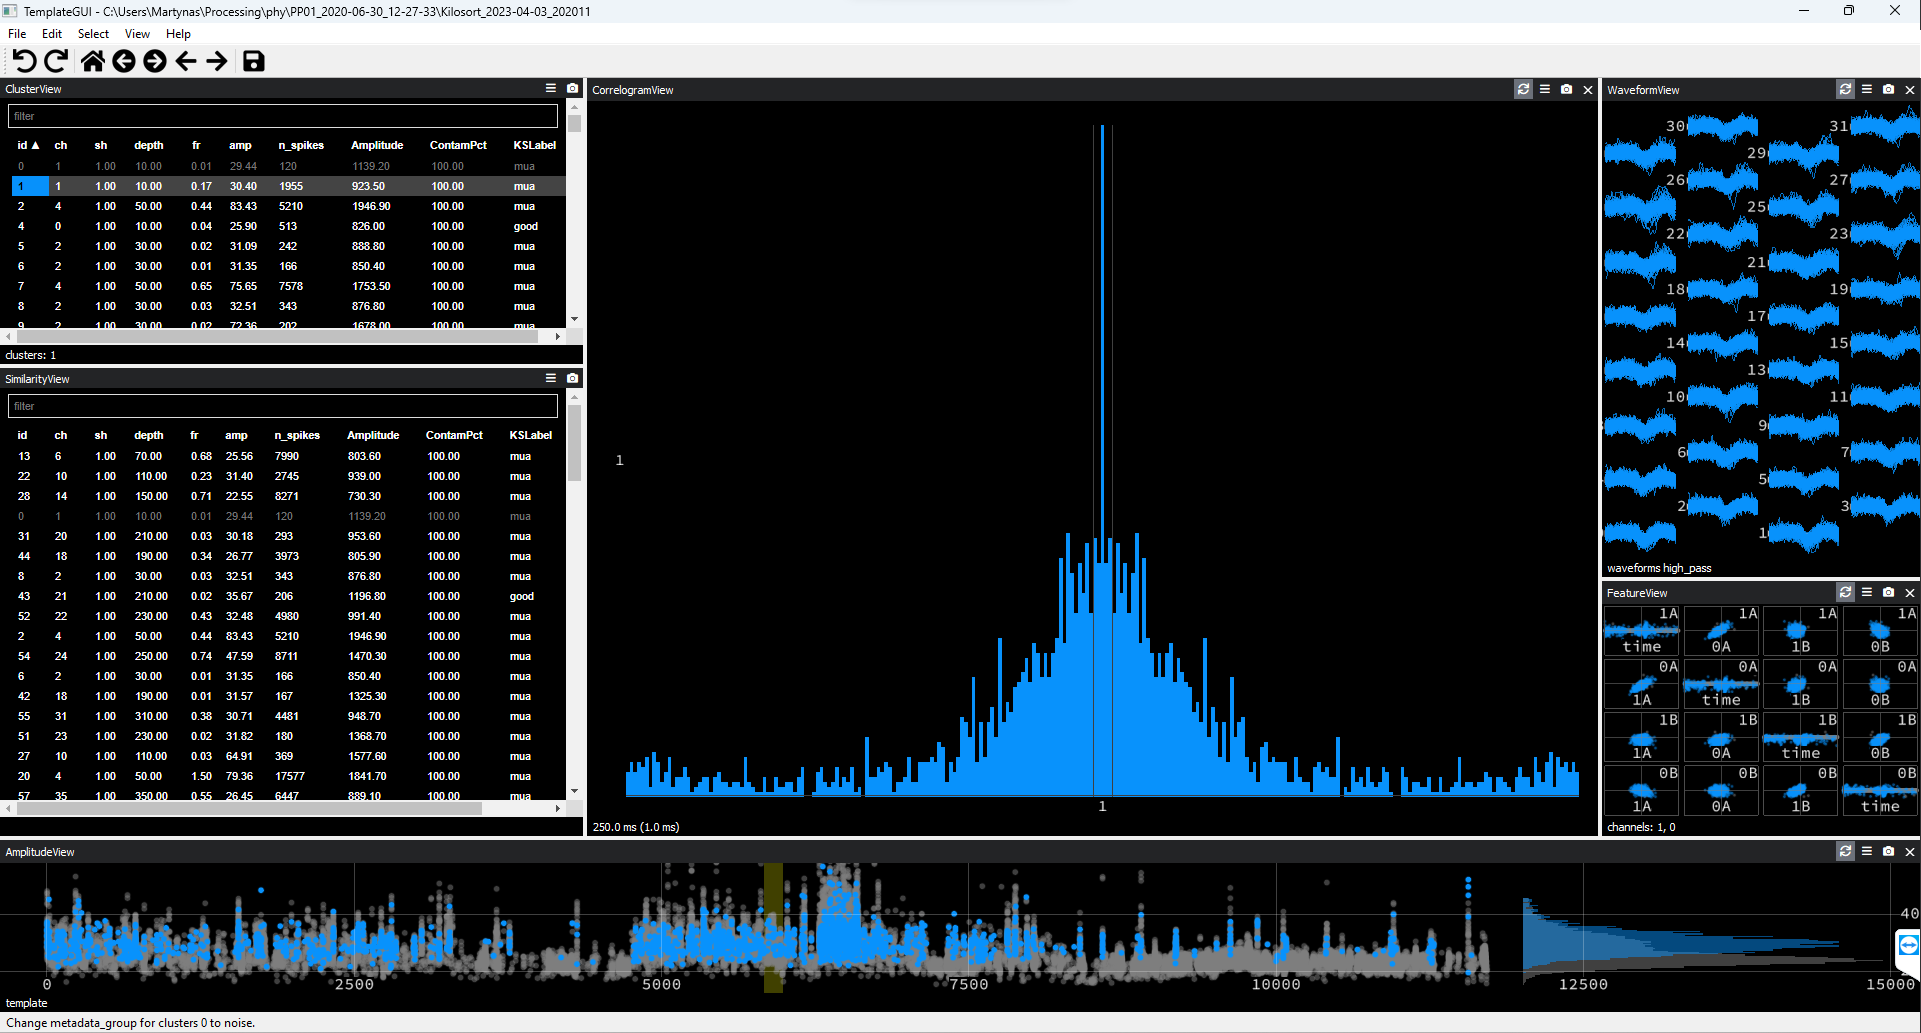 TemplateGUI - C:\Users\Martynas\Processing\phy\PP01_2020-06-30_12-27-33\Kilosort_2023-04-03_202011
File Edit Select View Help
ClusterView
filter
id ▲ ch sh depth fr amp n_spikes Amplitude ContamPct KSLabel
0 1 1.00 10.00 0.01 29.44 120 1139.20 100.00 mua
1 1 1.00 10.00 0.17 30.40 1955 923.50 100.00 mua
2 4 1.00 50.00 0.44 83.43 5210 1946.90 100.00 mua
4 0 1.00 10.00 0.04 25.90 513 826.00 100.00 good
5 2 1.00 30.00 0.02 31.09 242 888.80 100.00 mua
6 2 1.00 30.00 0.01 31.35 166 850.40 100.00 mua
7 4 1.00 50.00 0.65 75.65 7578 1753.50 100.00 mua
8 2 1.00 30.00 0.03 32.51 343 876.80 100.00 mua
9 2 1.00 30.00 0.02 72.36 202 1678.00 100.00 mua
clusters: 1
SimilarityView
filter
id ch sh depth fr amp n_spikes Amplitude ContamPct KSLabel
13 6 1.00 70.00 0.68 25.56 7990 803.60 100.00 mua
22 10 1.00 110.00 0.23 31.40 2745 939.00 100.00 mua
28 14 1.00 150.00 0.71 22.55 8271 730.30 100.00 mua
0 1 1.00 10.00 0.01 29.44 120 1139.20 100.00 mua
31 20 1.00 210.00 0.03 30.18 293 953.60 100.00 mua
44 18 1.00 190.00 0.34 26.77 3973 805.90 100.00 mua
8 2 1.00 30.00 0.03 32.51 343 876.80 100.00 mua
43 21 1.00 210.00 0.02 35.67 206 1196.80 100.00 good
52 22 1.00 230.00 0.43 32.48 4980 991.40 100.00 mua
2 4 1.00 50.00 0.44 83.43 5210 1946.90 100.00 mua
54 24 1.00 250.00 0.74 47.59 8711 1470.30 100.00 mua
6 2 1.00 30.00 0.01 31.35 166 850.40 100.00 mua
42 18 1.00 190.00 0.01 31.57 167 1325.30 100.00 mua
55 31 1.00 310.00 0.38 30.71 4481 948.70 100.00 mua
51 23 1.00 230.00 0.02 31.82 180 1368.70 100.00 mua
27 10 1.00 110.00 0.03 64.91 369 1577.60 100.00 mua
20 4 1.00 50.00 1.50 79.36 17577 1841.70 100.00 mua
57 35 1.00 350.00 0.55 26.45 6447 889.10 100.00 mua
CorrelogramView
1
1
250.0 ms (1.0 ms)
WaveformView
30 31
29
26 27
25
22 23
21
18 19
17
14 15
13
10 11
9
6 7
5
2 3
1
waveforms high_pass
FeatureView
1A 1A 1A 1A
time 0A 1B 0B
0A 0A 0A 0A
1A time 1B 0B
1B 1B 1B 1B
1A 0A time 0B
0B 0B 0B 0B
1A 0A 1B time
channels: 1, 0
AmplitudeView
40
0 2500 5000 7500 10000 12500 15000
template
Change metadata_group for clusters 0 to noise.